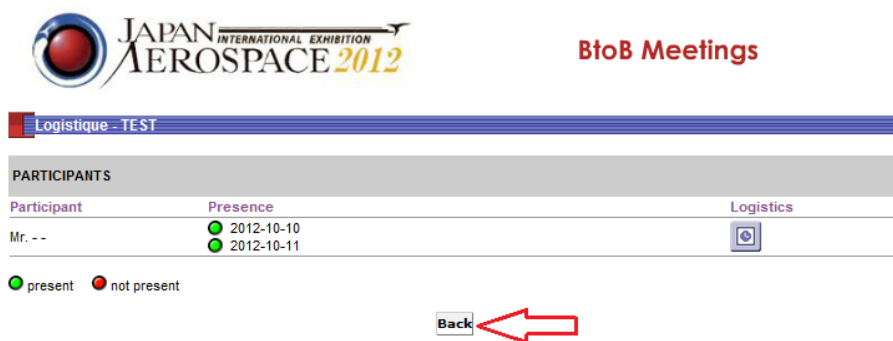 JAPAN INTERNATIONAL EXHIBITION
AEROSPACE 2012
BtoB Meetings
Logistique - TEST
PARTICIPANTS
Participant Presence Logistics
Mr. - - 2012-10-10
2012-10-11
present not present
Back